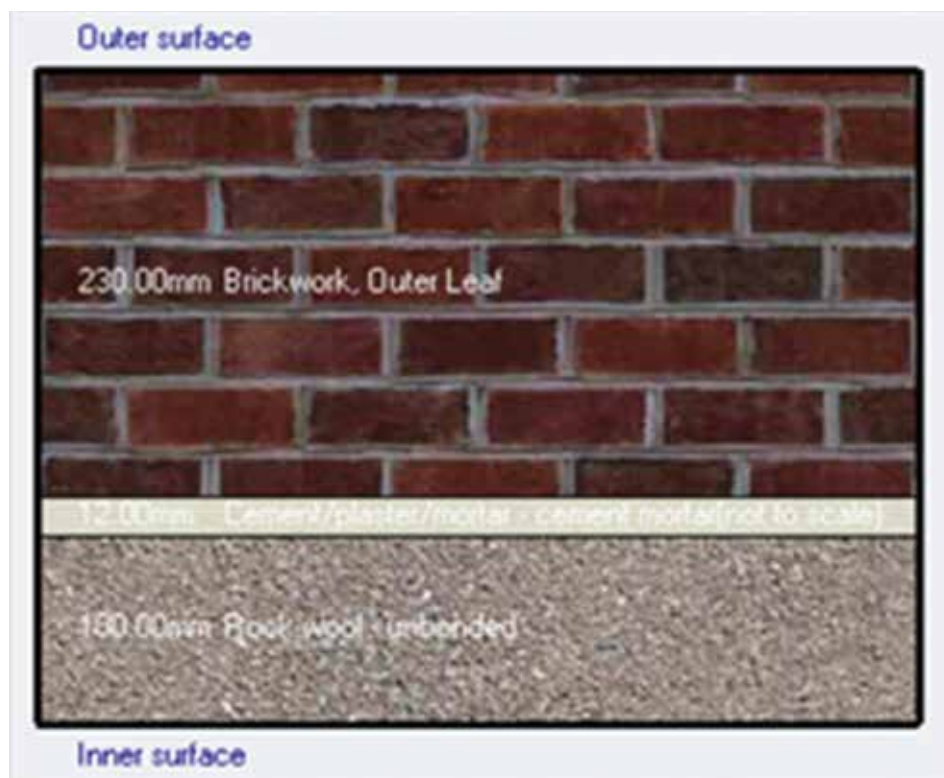 Outer surface
230.00mm Brickwork, Outer Leaf
12.00mm Cement/plaster/mortar - cement mortar(not to scale)
100.00mm Rock wool - unbonded
Inner surface